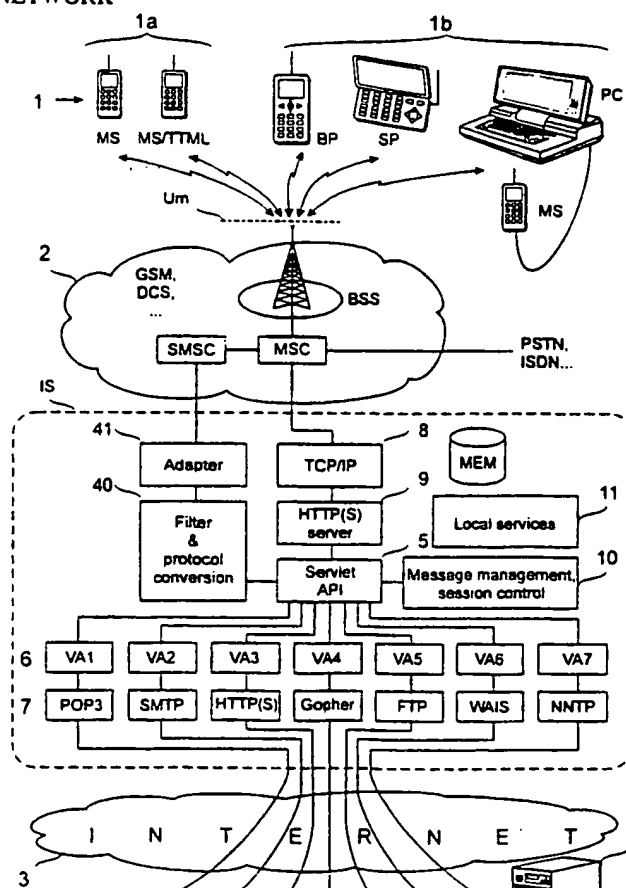 NETWORK
1a
1b
1
PC
MS
MS/TTML
BP
SP
MS
Um
2
GSM,
DCS,
...
BSS
SMSC
MSC
PSTN,
ISDN...
IS
41
8
Adapter
TCP/IP
MEM
40
9
11
Filter
&
protocol
conversion
HTTP(S)
server
Local services
5
10
Servlet
API
Message management,
session control
6
VA1
VA2
VA3
VA4
VA5
VA6
VA7
7
POP3
SMTP
HTTP(S)
Gopher
FTP
WAIS
NNTP
I N T E R N E T
3